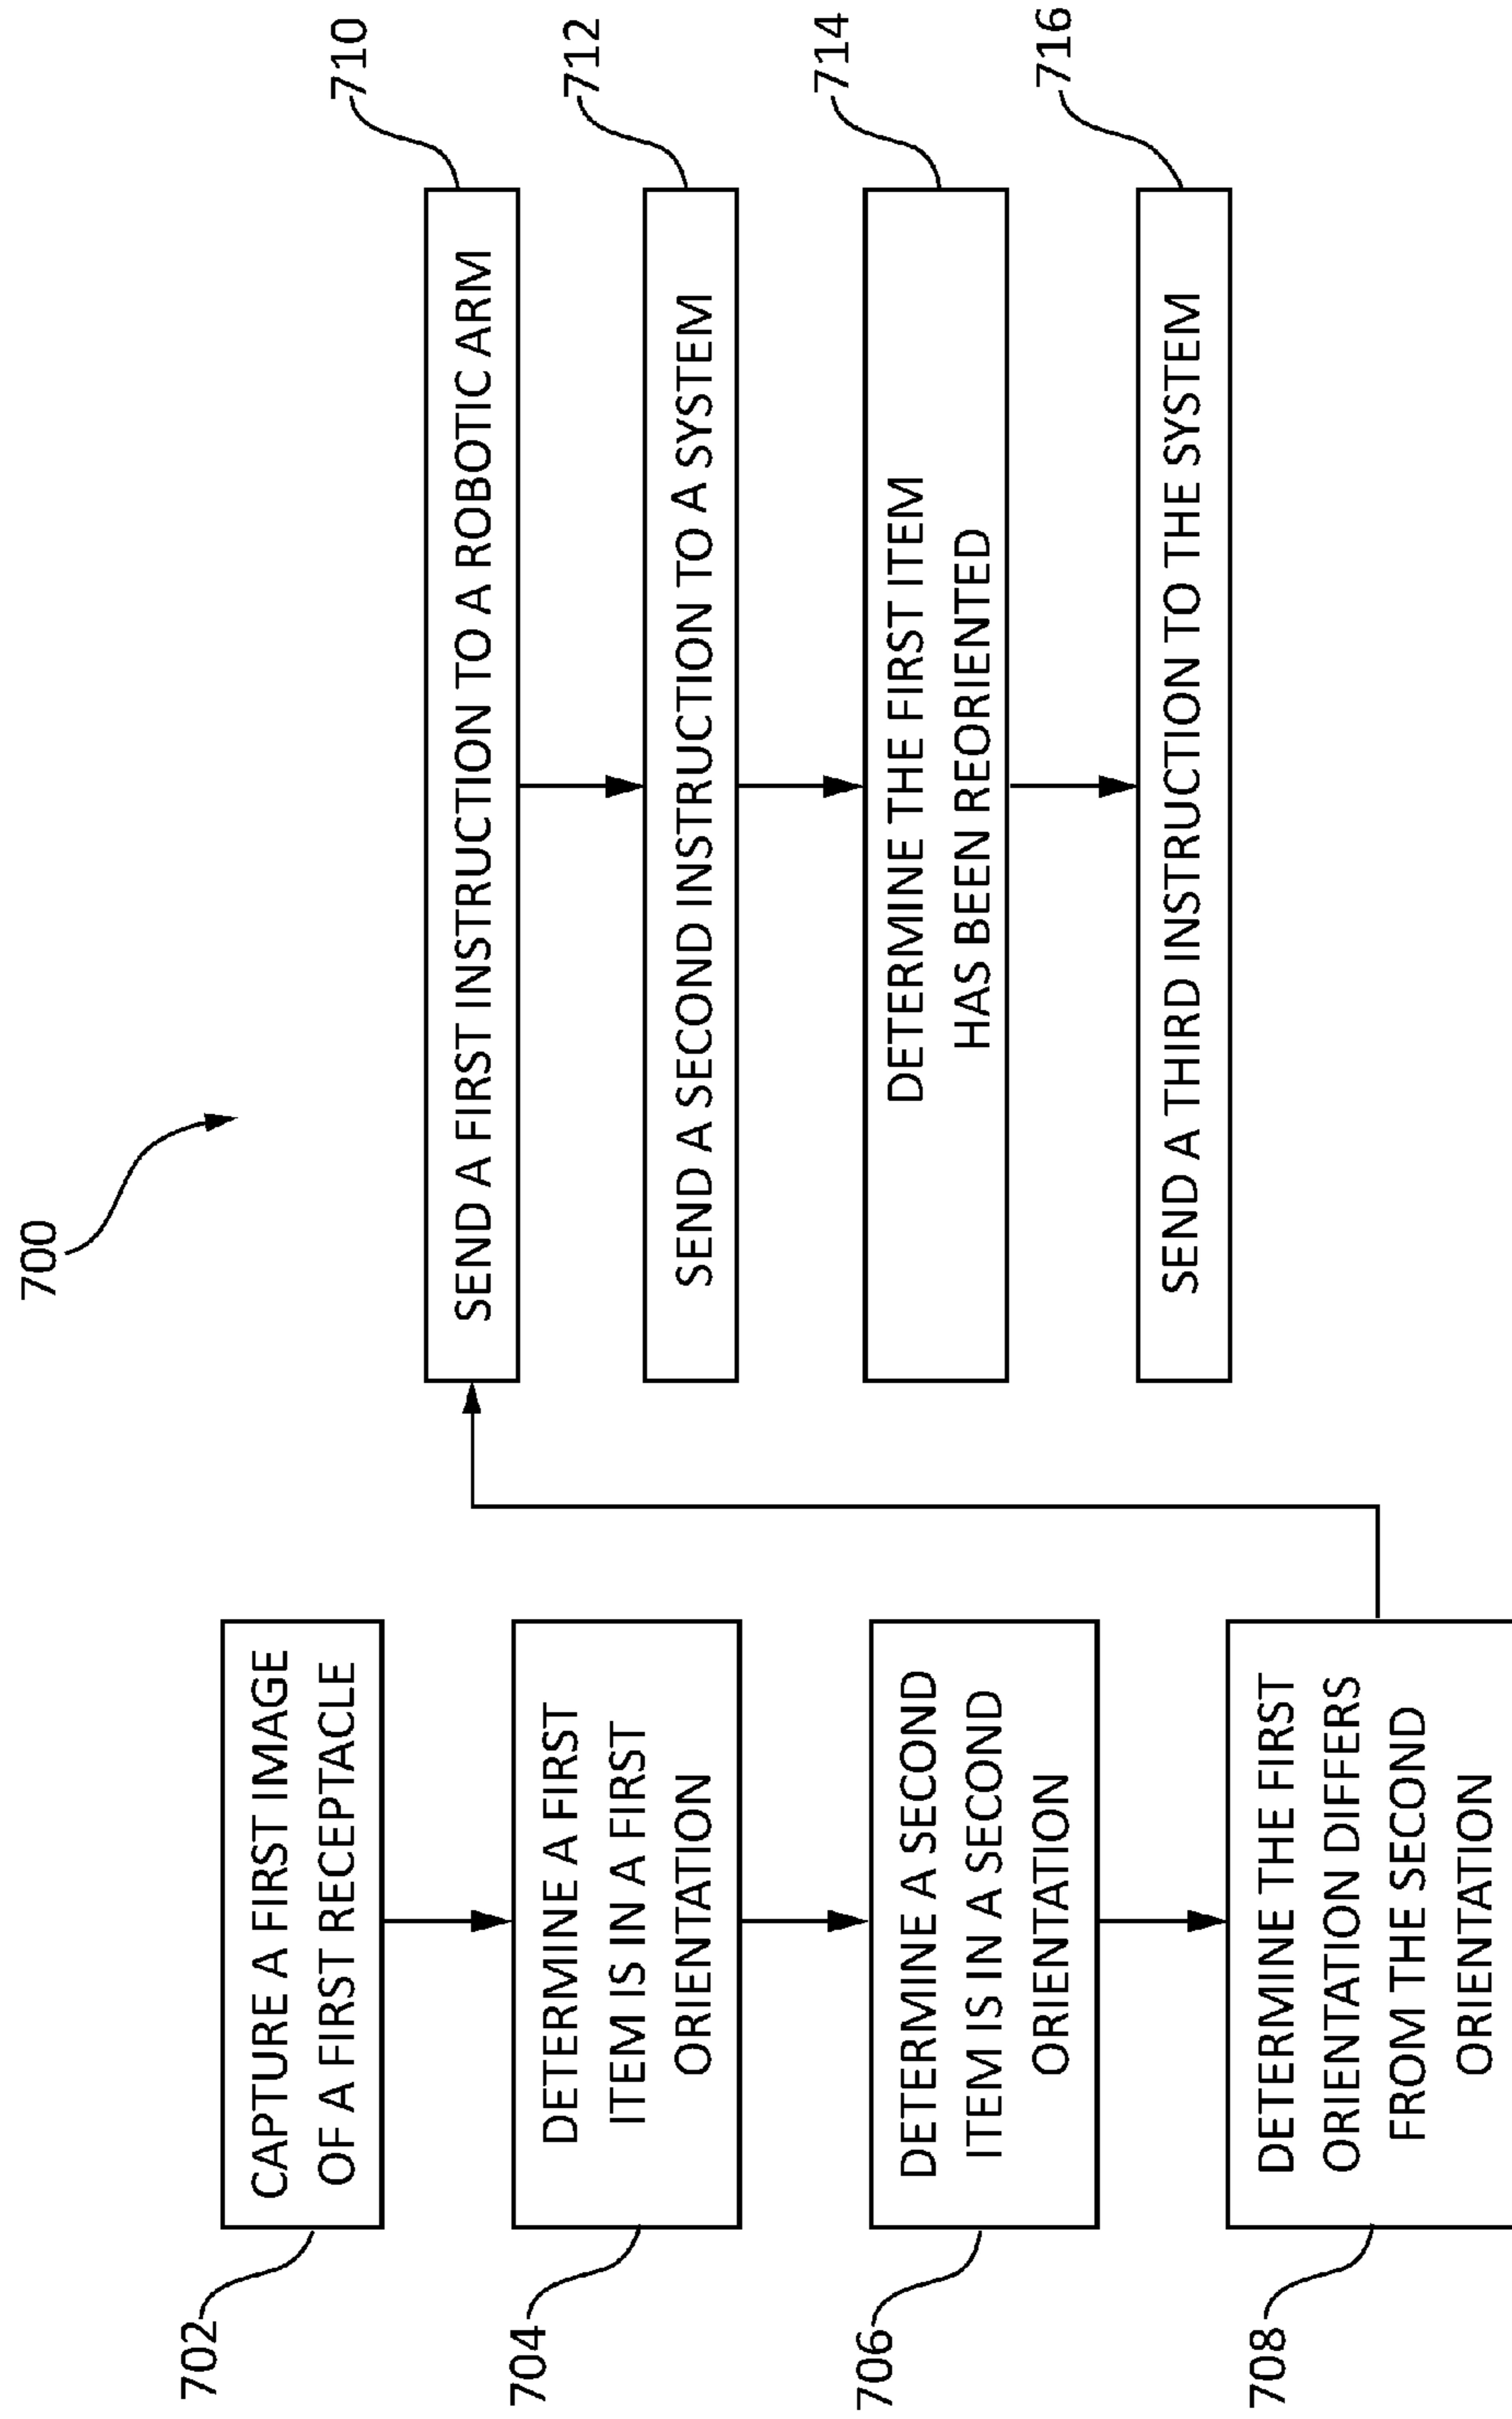 700
702
CAPTURE A FIRST IMAGE
OF A FIRST RECEPTACLE
704
DETERMINE A FIRST
ITEM IS IN A FIRST
ORIENTATION
706
DETERMINE A SECOND
ITEM IS IN A SECOND
ORIENTATION
708
DETERMINE THE FIRST
ORIENTATION DIFFERS
FROM THE SECOND
ORIENTATION
710
SEND A FIRST INSTRUCTION TO A ROBOTIC ARM
712
SEND A SECOND INSTRUCTION TO A SYSTEM
714
DETERMINE THE FIRST ITEM
HAS BEEN REORIENTED
716
SEND A THIRD INSTRUCTION TO THE SYSTEM